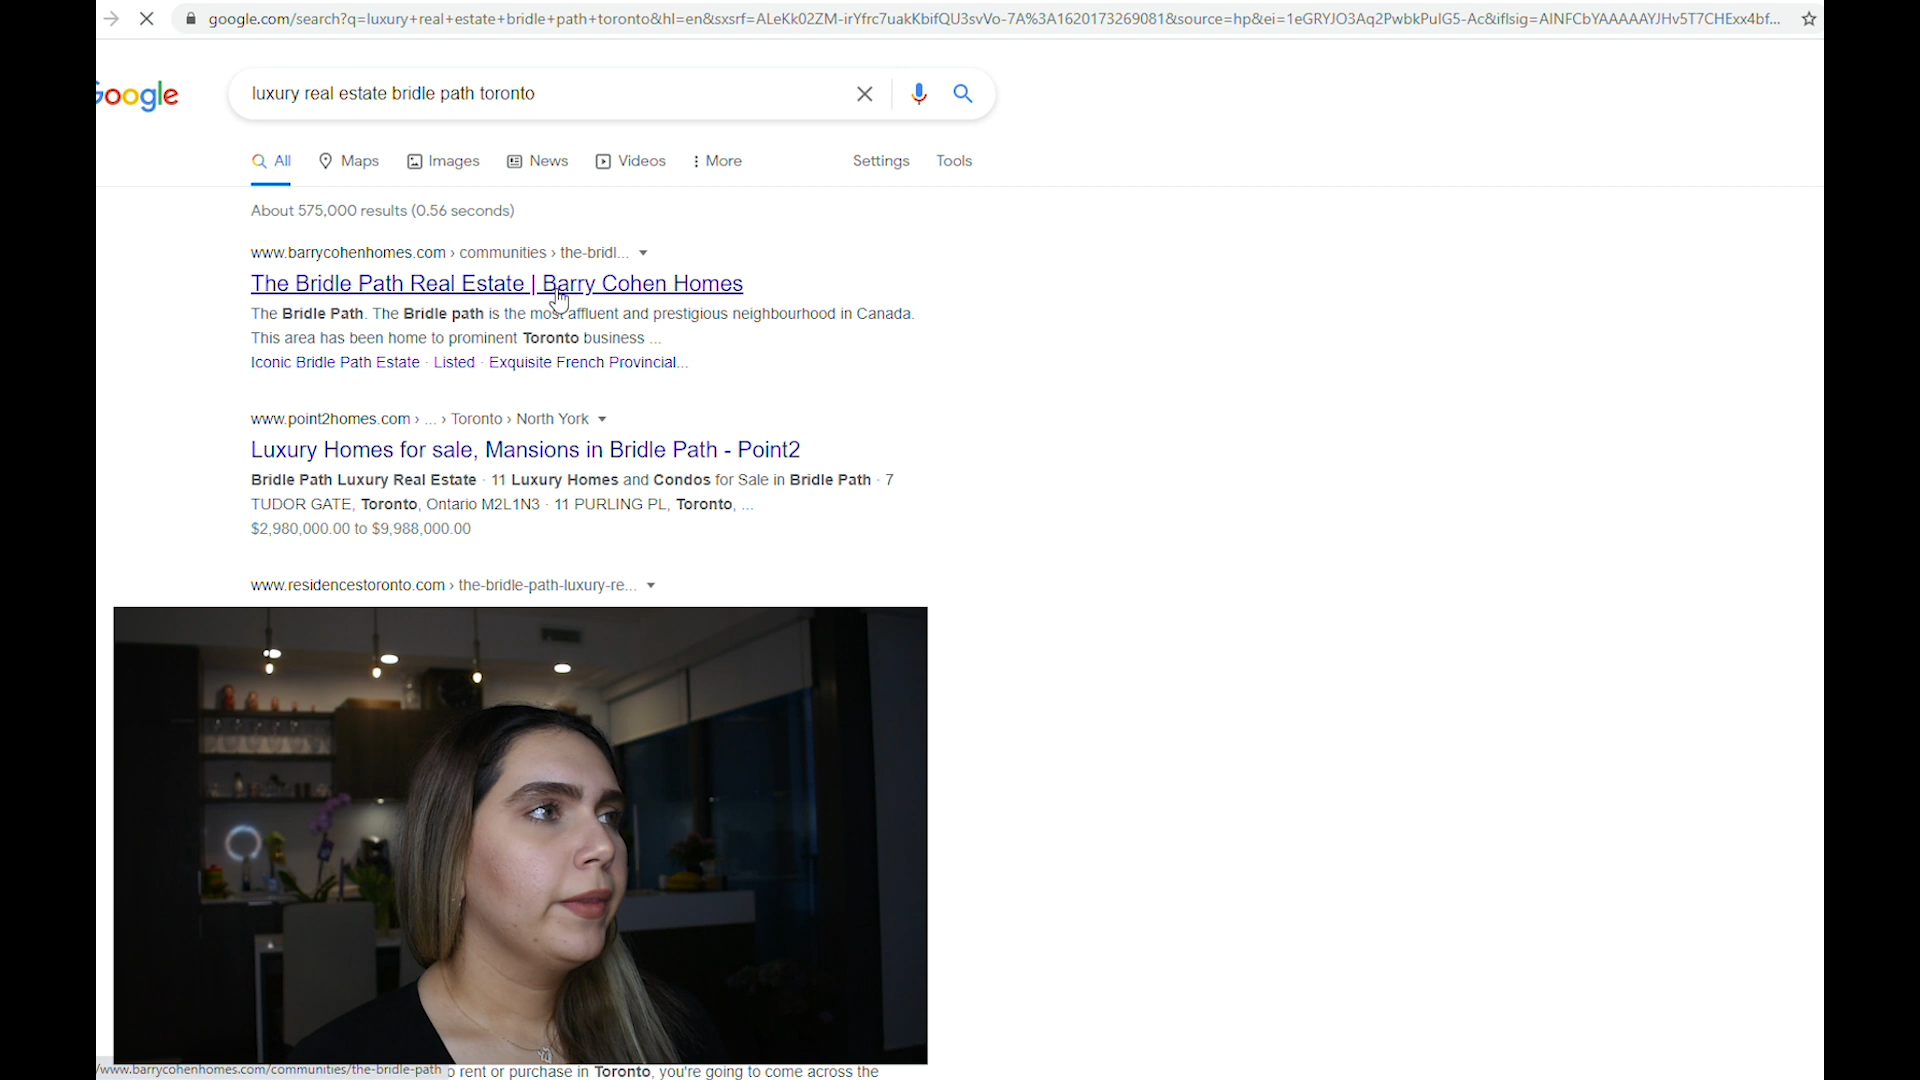 google.com/search?q=luxury+real+estate+bridle+path+toronto&hl=en&sxsrf=ALeKk02ZM-irYfrc7uakKbifQU3svVo-7A%3A1620173269081&source=hp&ei=1eGRYJO3Aq2PwbkPuIG5-Ac&iflsig=AINFCbYAAAAAYJHv5T7CHExx4bf...
Google
luxury real estate bridle path toronto
All Maps Images News Videos More Settings Tools
About 575,000 results (0.56 seconds)
www.barrycohenhomes.com › communities › the-bridl...
The Bridle Path Real Estate | Barry Cohen Homes
The Bridle Path. The Bridle path is the most affluent and prestigious neighbourhood in Canada.
This area has been home to prominent Toronto business ...
Iconic Bridle Path Estate · Listed · Exquisite French Provincial...
www.point2homes.com › ... › Toronto › North York
Luxury Homes for sale, Mansions in Bridle Path - Point2
Bridle Path Luxury Real Estate · 11 Luxury Homes and Condos for Sale in Bridle Path · 7
TUDOR GATE, Toronto, Ontario M2L1N3 · 11 PURLING PL, Toronto, ...
$2,980,000.00 to $9,988,000.00
www.residencestoronto.com › the-bridle-path-luxury-re...
/www.barrycohenhomes.com/communities/the-bridle-path
o rent or purchase in Toronto, you're going to come across the